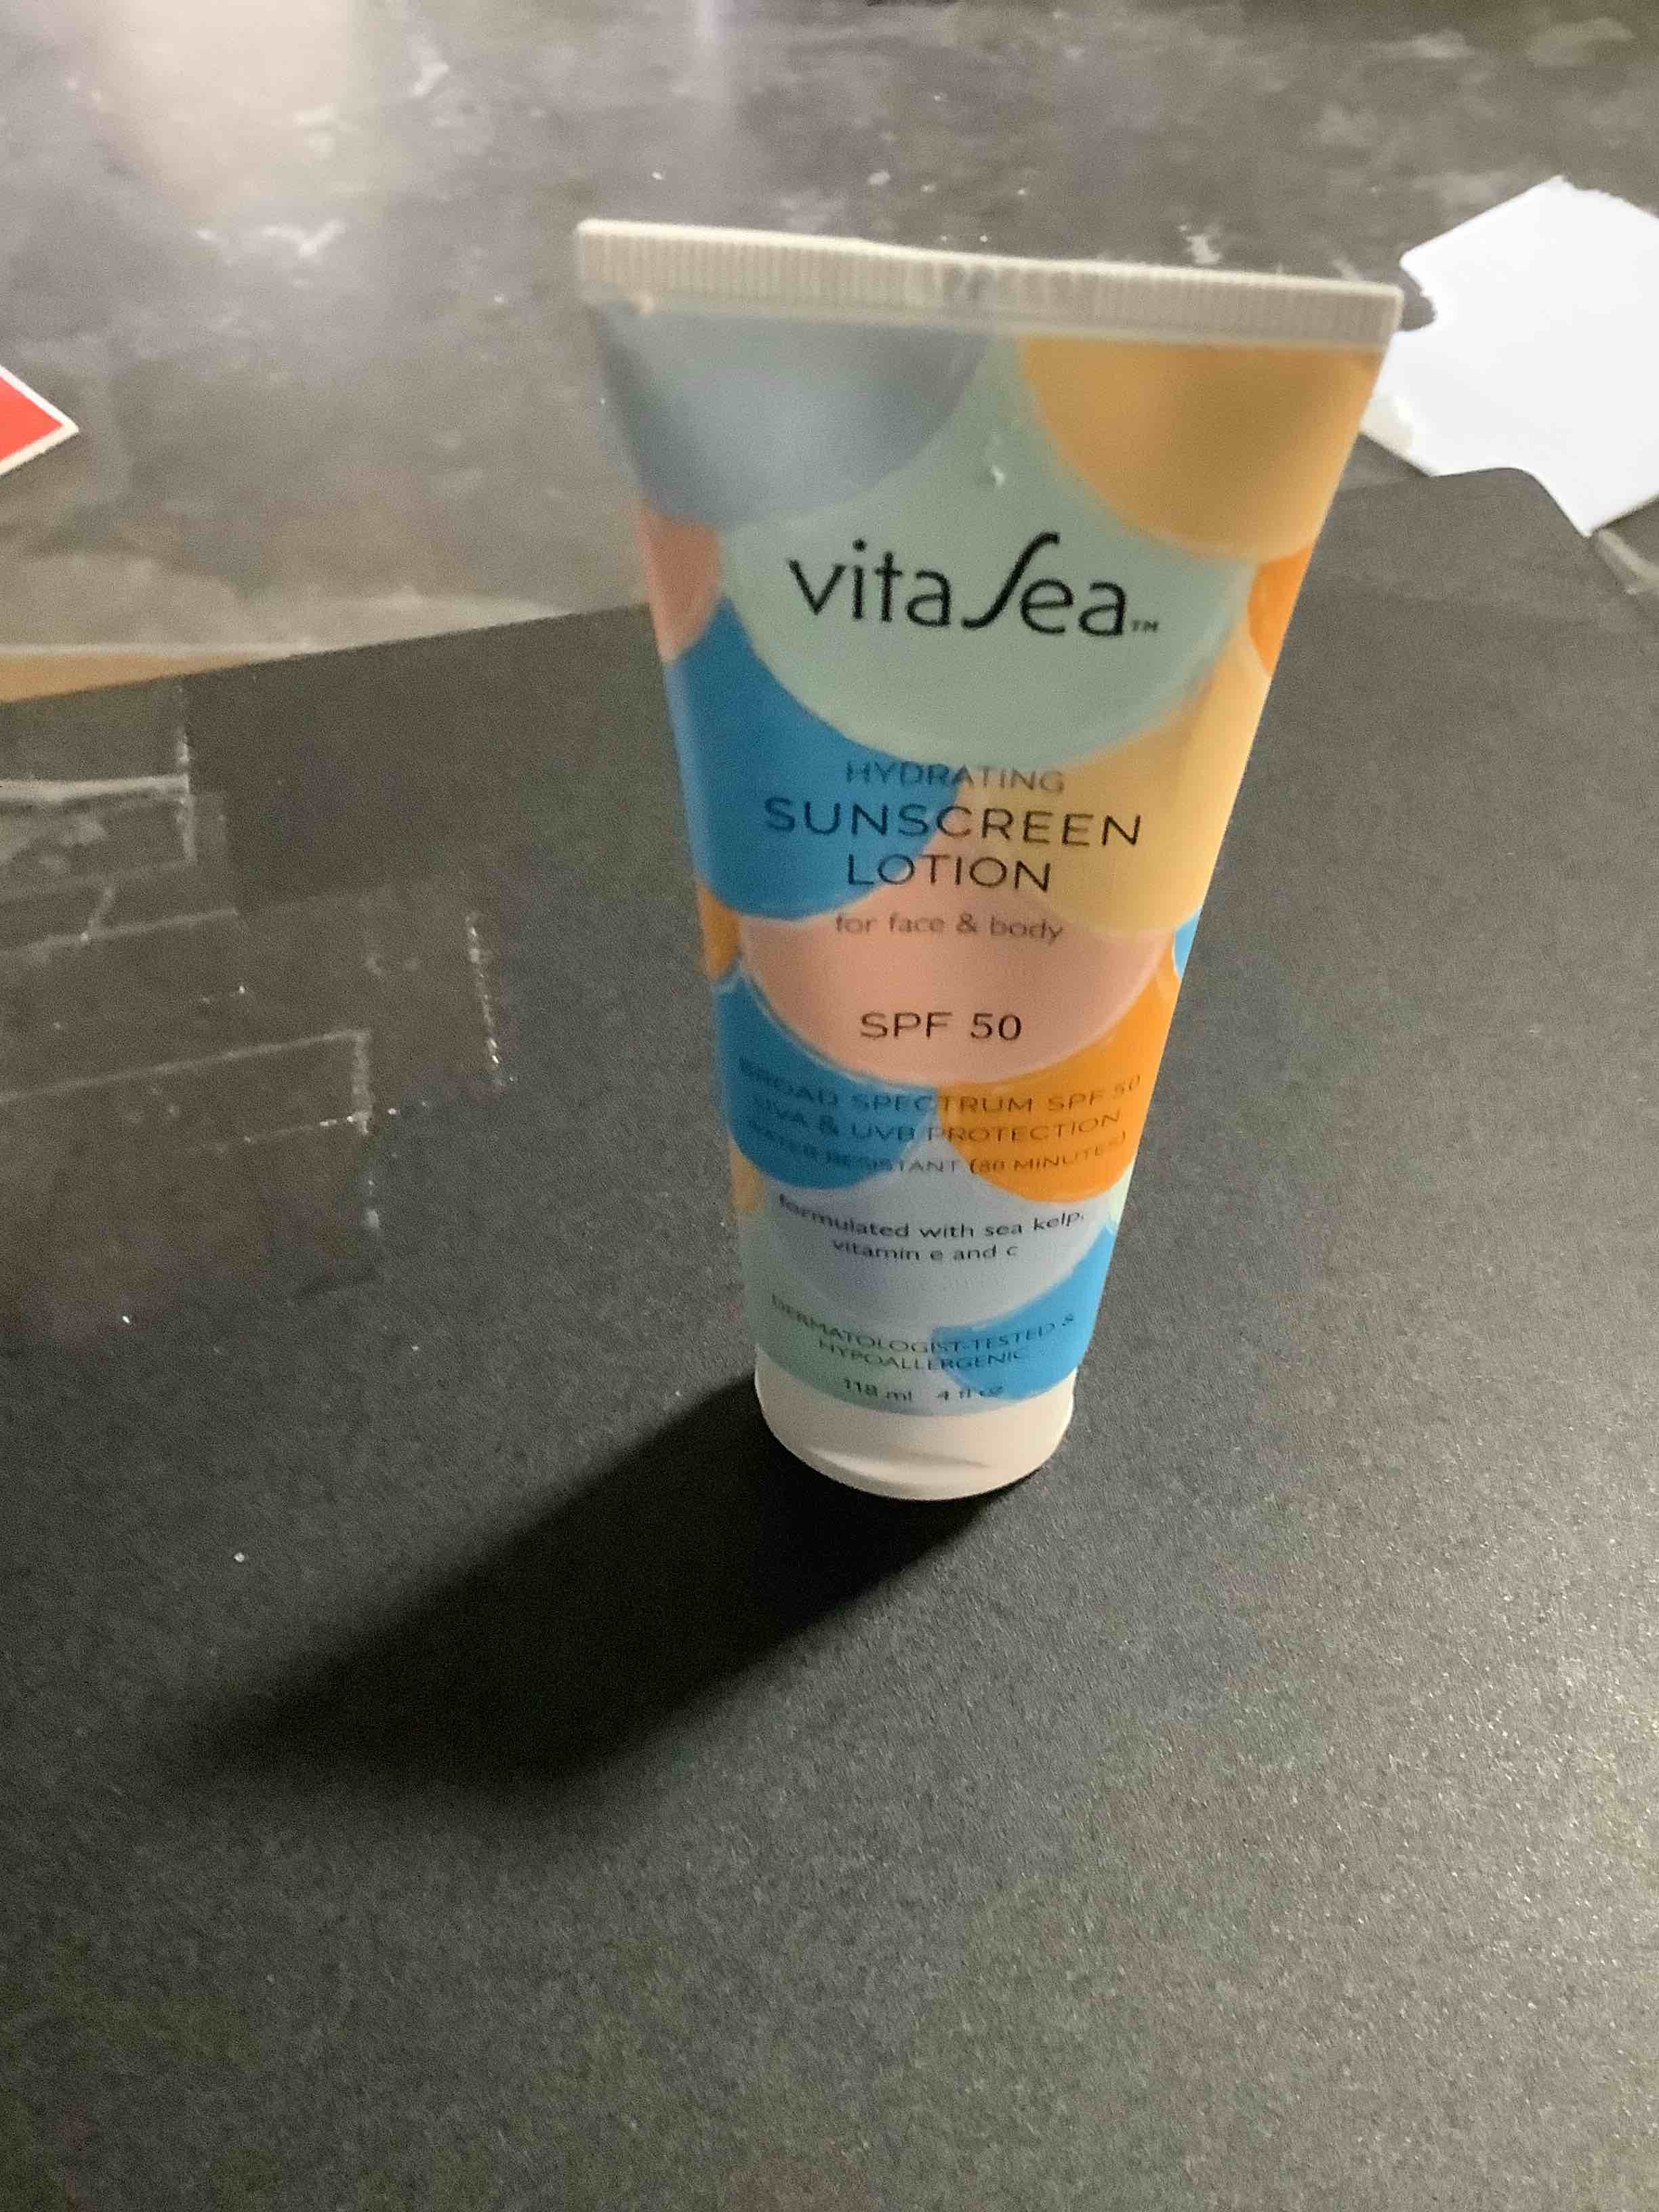 vitaSea™
HYDRATING
SUNSCREEN
LOTION
for face & body
SPF 50
BROAD SPECTRUM SPF 50
UVA & UVB PROTECTION
WATER RESISTANT (80 MINUTES)
formulated with sea kelp,
vitamin e and c
DERMATOLOGIST-TESTED &
HYPOALLERGENIC
118 ml 4 fl oz